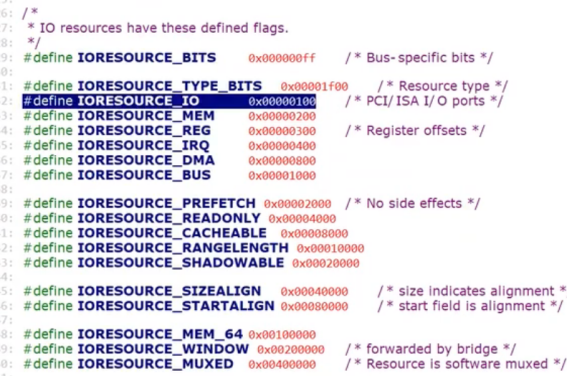 6: /*
7:  * IO resources have these defined flags.
8:  */
9: #define IORESOURCE_BITS 0x000000ff /* Bus-specific bits */
0:
1: #define IORESOURCE_TYPE_BITS 0x00001f00 /* Resource type */
2: #define IORESOURCE_IO 0x00000100 /* PCI/ISA I/O ports */
3: #define IORESOURCE_MEM 0x00000200
4: #define IORESOURCE_REG 0x00000300 /* Register offsets */
5: #define IORESOURCE_IRQ 0x00000400
6: #define IORESOURCE_DMA 0x00000800
7: #define IORESOURCE_BUS 0x00001000
8:
9: #define IORESOURCE_PREFETCH 0x00002000 /* No side effects */
0: #define IORESOURCE_READONLY 0x00004000
1: #define IORESOURCE_CACHEABLE 0x00008000
2: #define IORESOURCE_RANGELENGTH 0x00010000
3: #define IORESOURCE_SHADOWABLE 0x00020000
4:
5: #define IORESOURCE_SIZEALIGN 0x00040000 /* size indicates alignment *
6: #define IORESOURCE_STARTALIGN 0x00080000 /* start field is alignment */
7:
8: #define IORESOURCE_MEM_64 0x00100000
9: #define IORESOURCE_WINDOW 0x00200000 /* forwarded by bridge */
0: #define IORESOURCE_MUXED 0x00400000 /* Resource is software muxed */